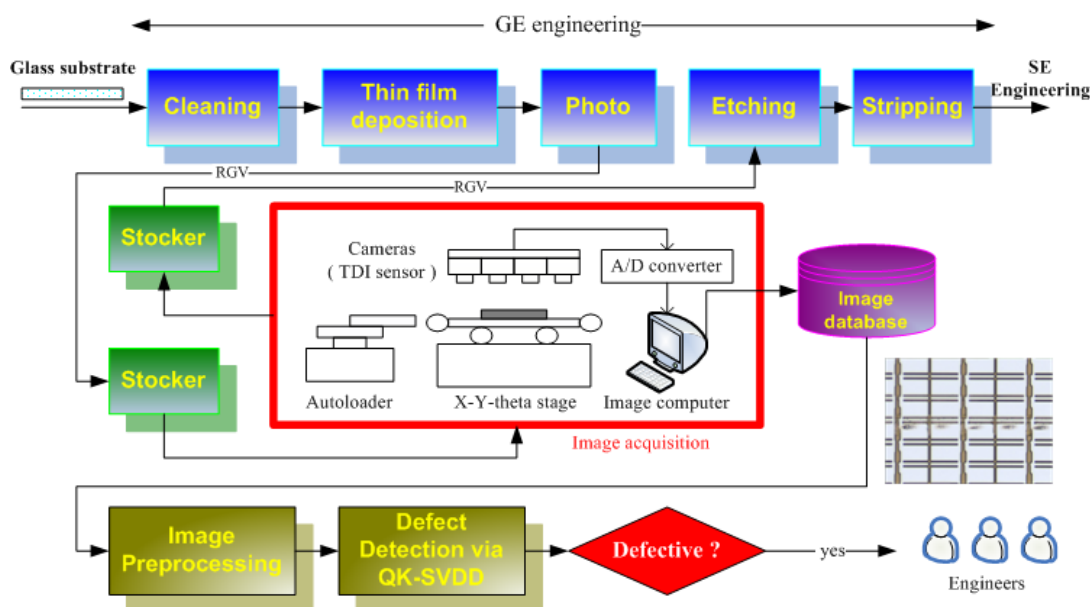 GE engineering
Glass substrate
SE
Engineering
Cleaning
Thin film
deposition
Photo
Etching
Stripping
RGV
RGV
Stocker
Cameras
( TDI sensor )
A/D converter
Image
database
Stocker
Autoloader
X-Y-theta stage
Image computer
Image acquisition
Image
Preprocessing
Defect
Detection via
QK-SVDD
Defective ?
yes
Engineers